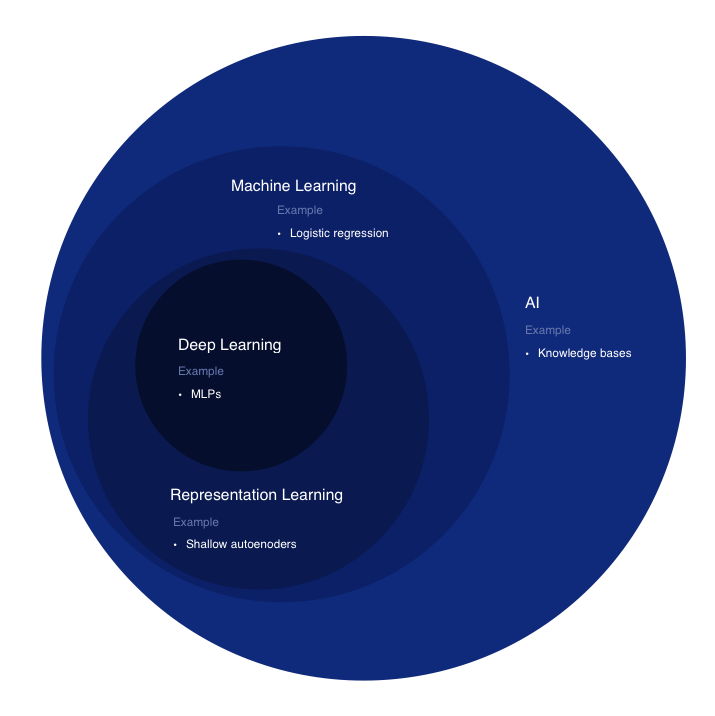 Machine Learning
Example
• Logistic regression
AI
Example
• Knowledge bases
Deep Learning
Example
• MLPs
Representation Learning
Example
• Shallow autoenoders